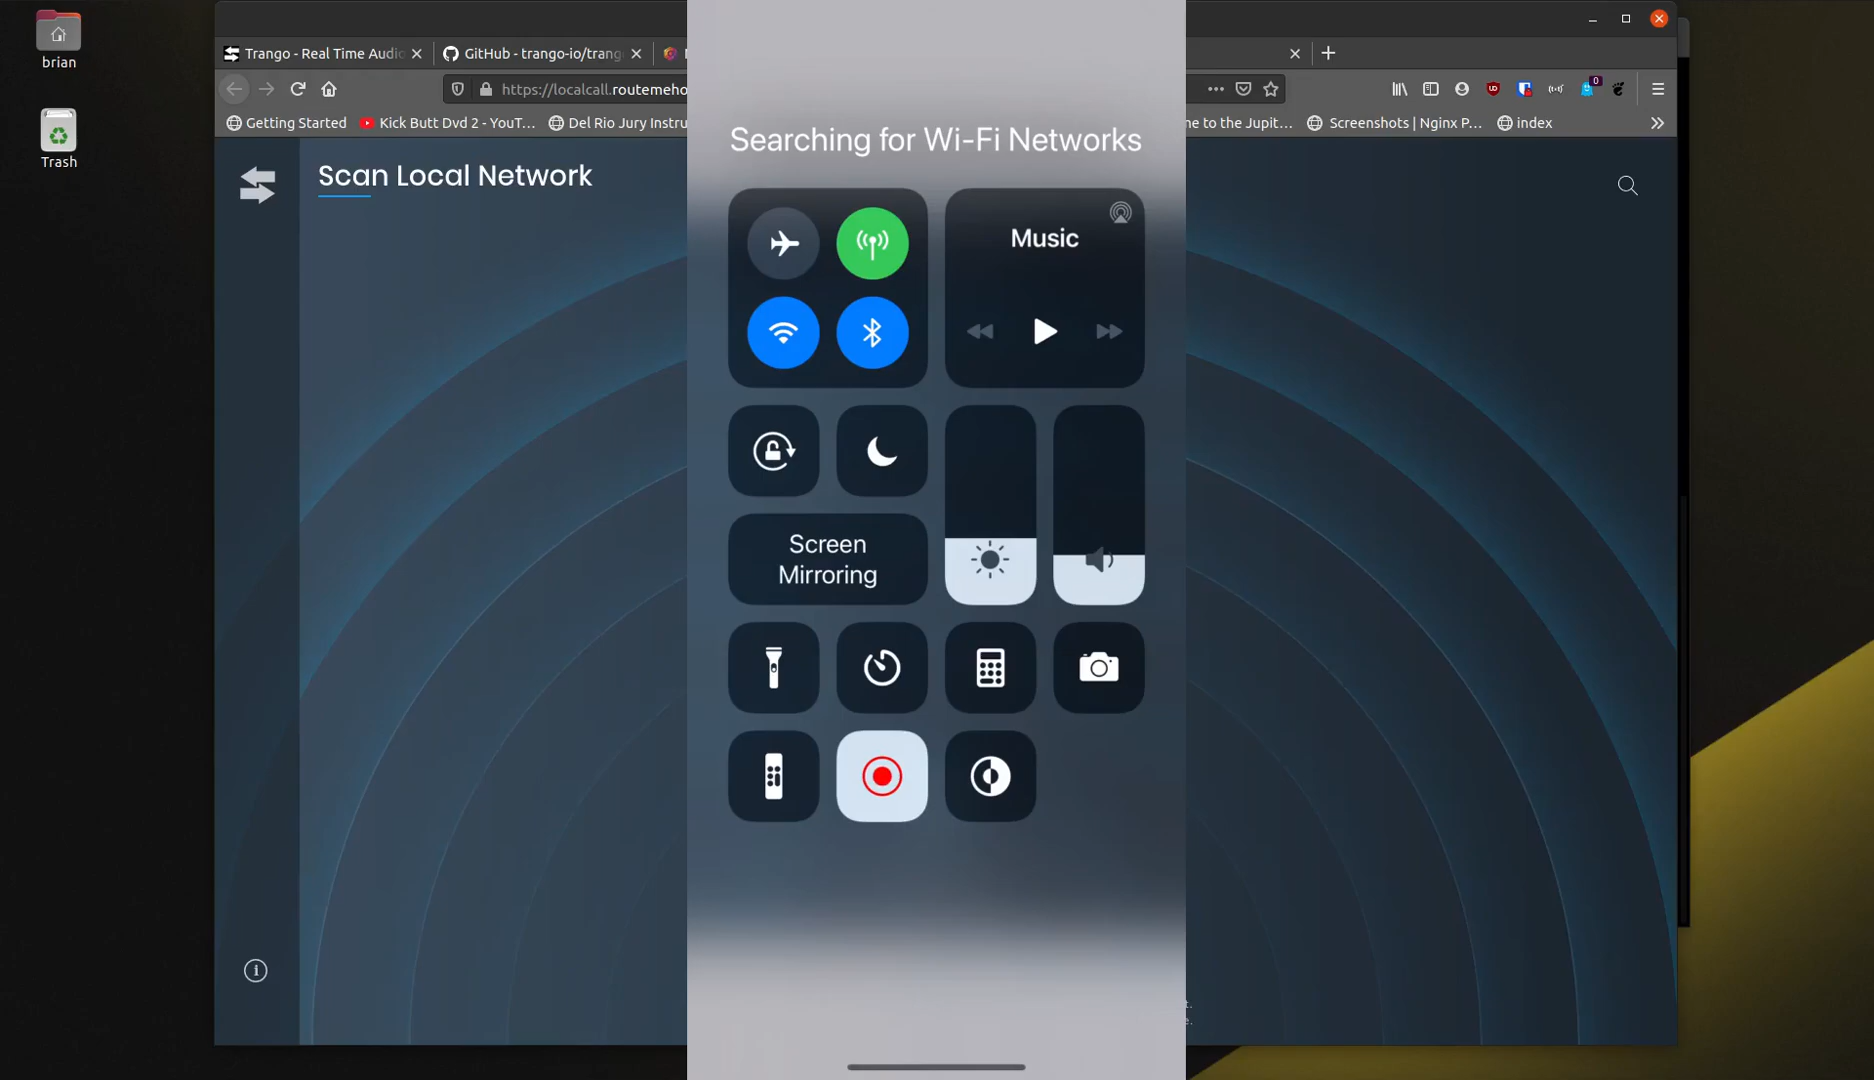 brian
Trash
Trango - Real Time Audio
GitHub - trango-io/trang
https://localcall.routemeho
0
Getting Started
Kick Butt Dvd 2 - YouT...
Del Rio Jury Instru
ne to the Jupit...
Screenshots | Nginx P...
index
Scan Local Network
Searching for Wi-Fi Networks
Music
Screen
Mirroring